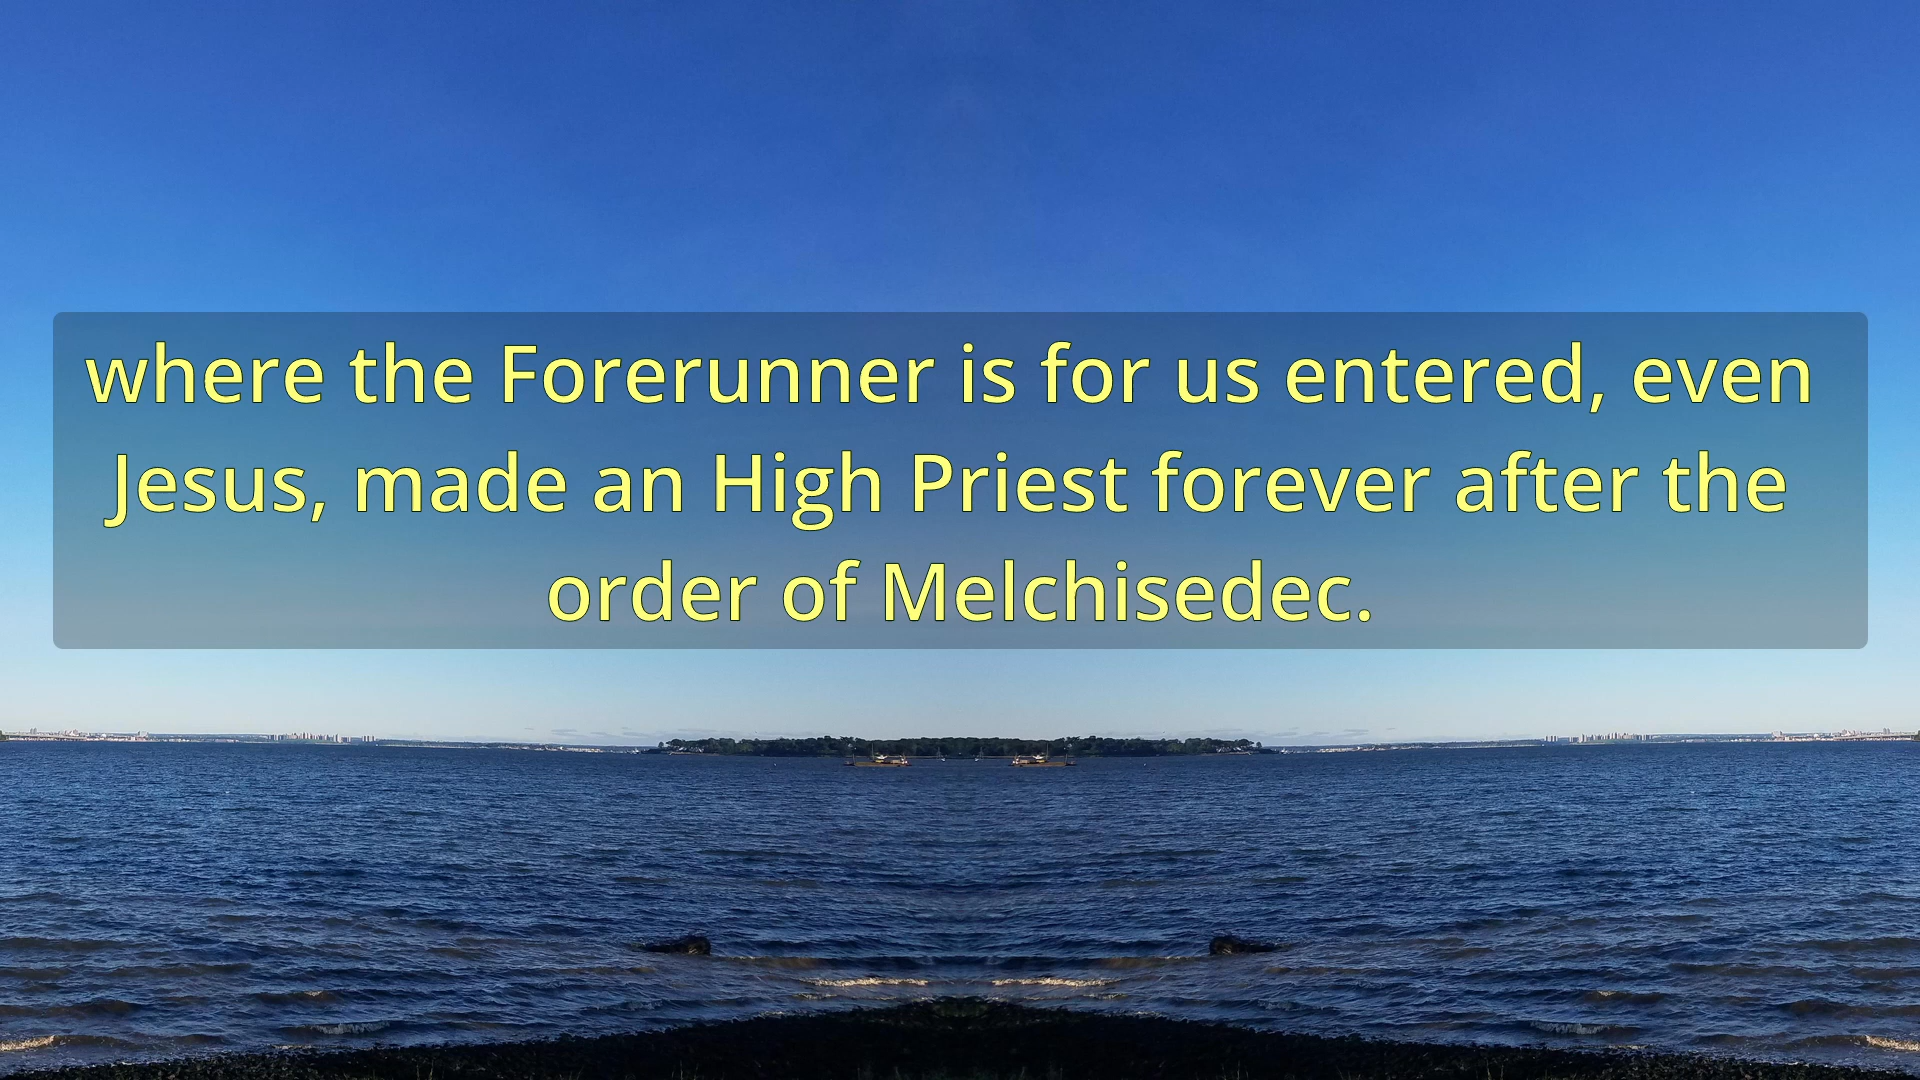 where the Forerunner is for us entered, even
Jesus, made an High Priest forever after the
order of Melchisedec.